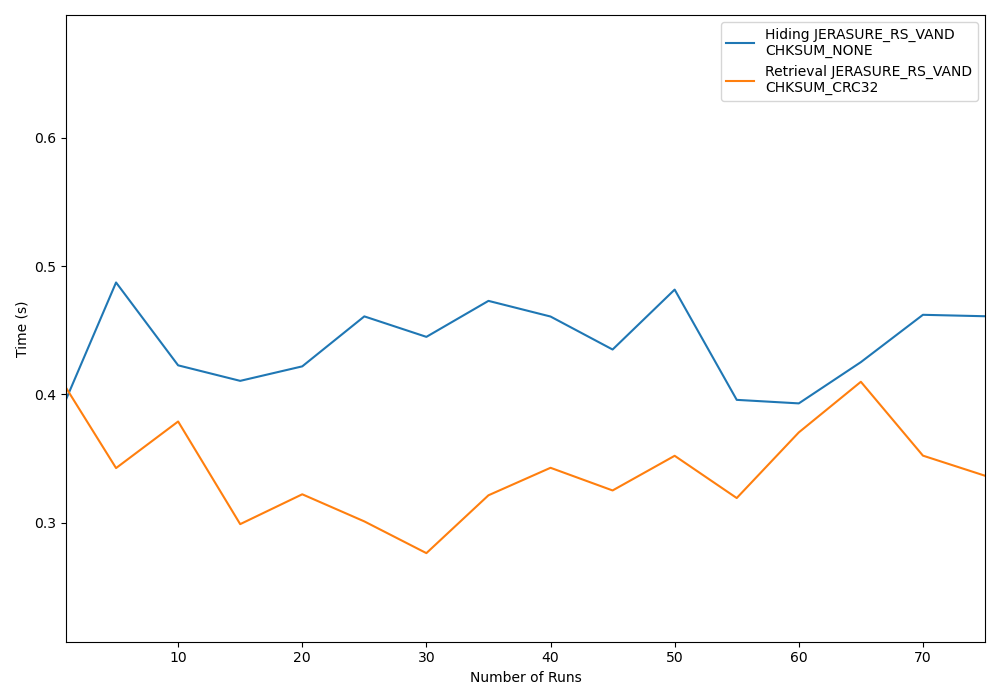 Hiding JERASURE_RS_VAND
CHKSUM_NONE
Retrieval JERASURE_RS_VAND
CHKSUM_CRC32
0.6
0.5
0.4
0.3
Time (s)
10 20 30 40 50 60 70
Number of Runs